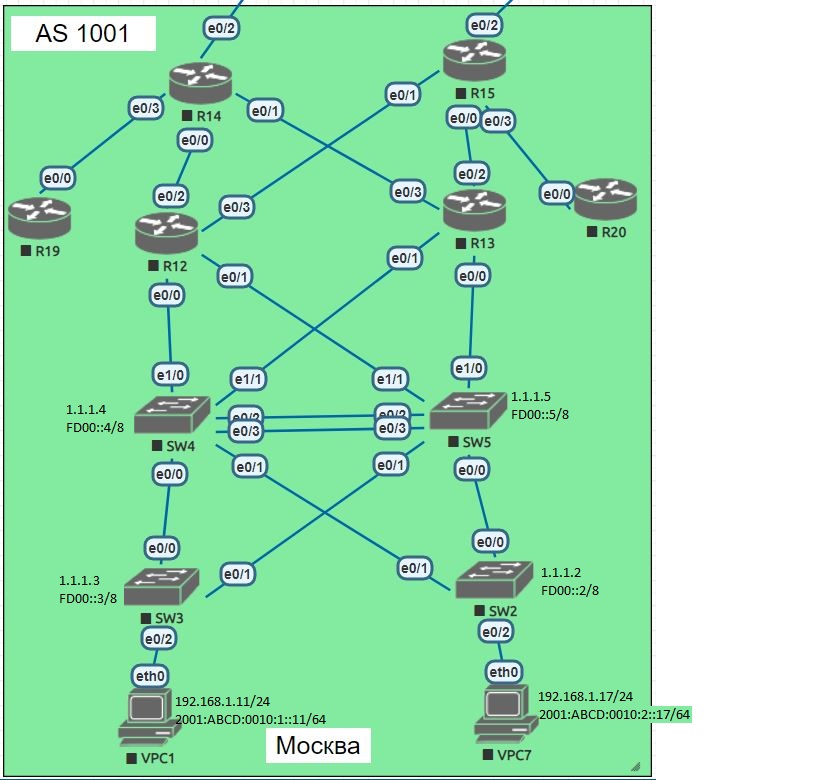 AS 1001
e0/2
e0/2
R14
R15
e0/3
e0/1
e0/1
e0/0
e0/0
e0/3
e0/0
e0/2
e0/3
e0/3
e0/2
e0/0
R19
R12
R13
R20
e0/1
e0/1
e0/0
e0/0
e1/0
e1/1
e1/1
e1/0
1.1.1.4
FD00::4/8
1.1.1.5
FD00::5/8
e0/2
e0/2
e0/3
e0/3
SW4
SW5
e0/0
e0/1
e0/1
e0/0
e0/0
e0/1
e0/1
e0/0
1.1.1.3
FD00::3/8
1.1.1.2
FD00::2/8
SW3
SW2
e0/2
e0/2
eth0
eth0
192.168.1.11/24
2001:ABCD:0010:1::11/64
192.168.1.17/24
2001:ABCD:0010:2::17/64
VPC1
VPC7
Москва